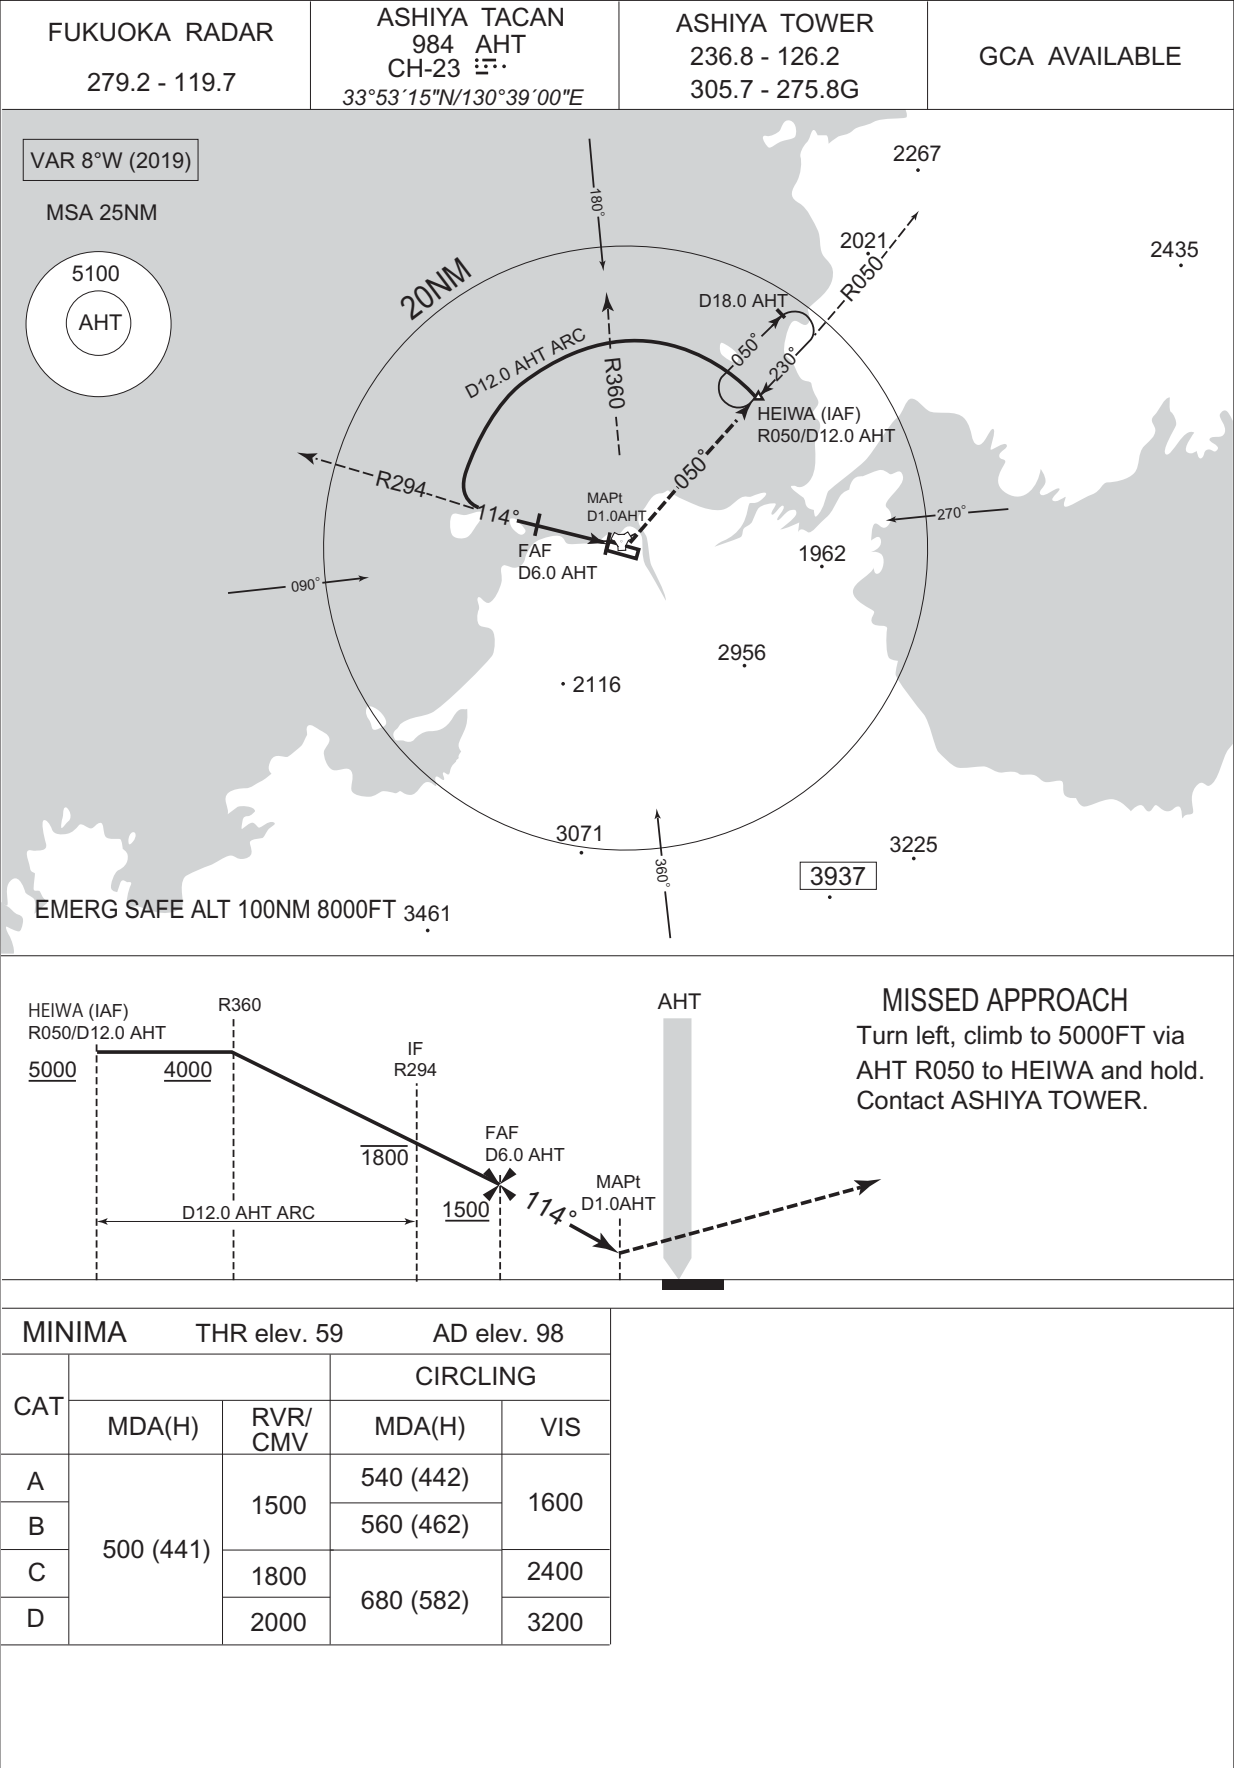 FUKUOKA RADAR
279.2 - 119.7
ASHIYA TACAN
984 AHT
CH-23
33°53´15"N/130°39´00"E
ASHIYA TOWER
236.8 - 126.2
305.7 - 275.8G
GCA AVAILABLE
VAR 8°W (2019)
MSA 25NM
5100
AHT
180°
2267
2021
2435
20NM
R050
D18.0 AHT
D12.0 AHT ARC
050°
230°
R360
HEIWA (IAF)
R050/D12.0 AHT
R294
050°
MAPt
D1.0AHT
114°
270°
FAF
D6.0 AHT
1962
090°
2956
2116
3071
3225
360°
3937
EMERG SAFE ALT 100NM 8000FT
3461
HEIWA (IAF)
R050/D12.0 AHT
R360
AHT
MISSED APPROACH
Turn left, climb to 5000FT via
AHT R050 to HEIWA and hold.
Contact ASHIYA TOWER.
5000
4000
IF
R294
1800
FAF
D6.0 AHT
MAPt
D1.0AHT
D12.0 AHT ARC
1500
114°
MINIMA THR elev. 59 AD elev. 98
CAT
CIRCLING
MDA(H)
RVR/
CMV
MDA(H)
VIS
A
540 (442)
1500
1600
B
560 (462)
500 (441)
C
1800
2400
680 (582)
D
2000
3200